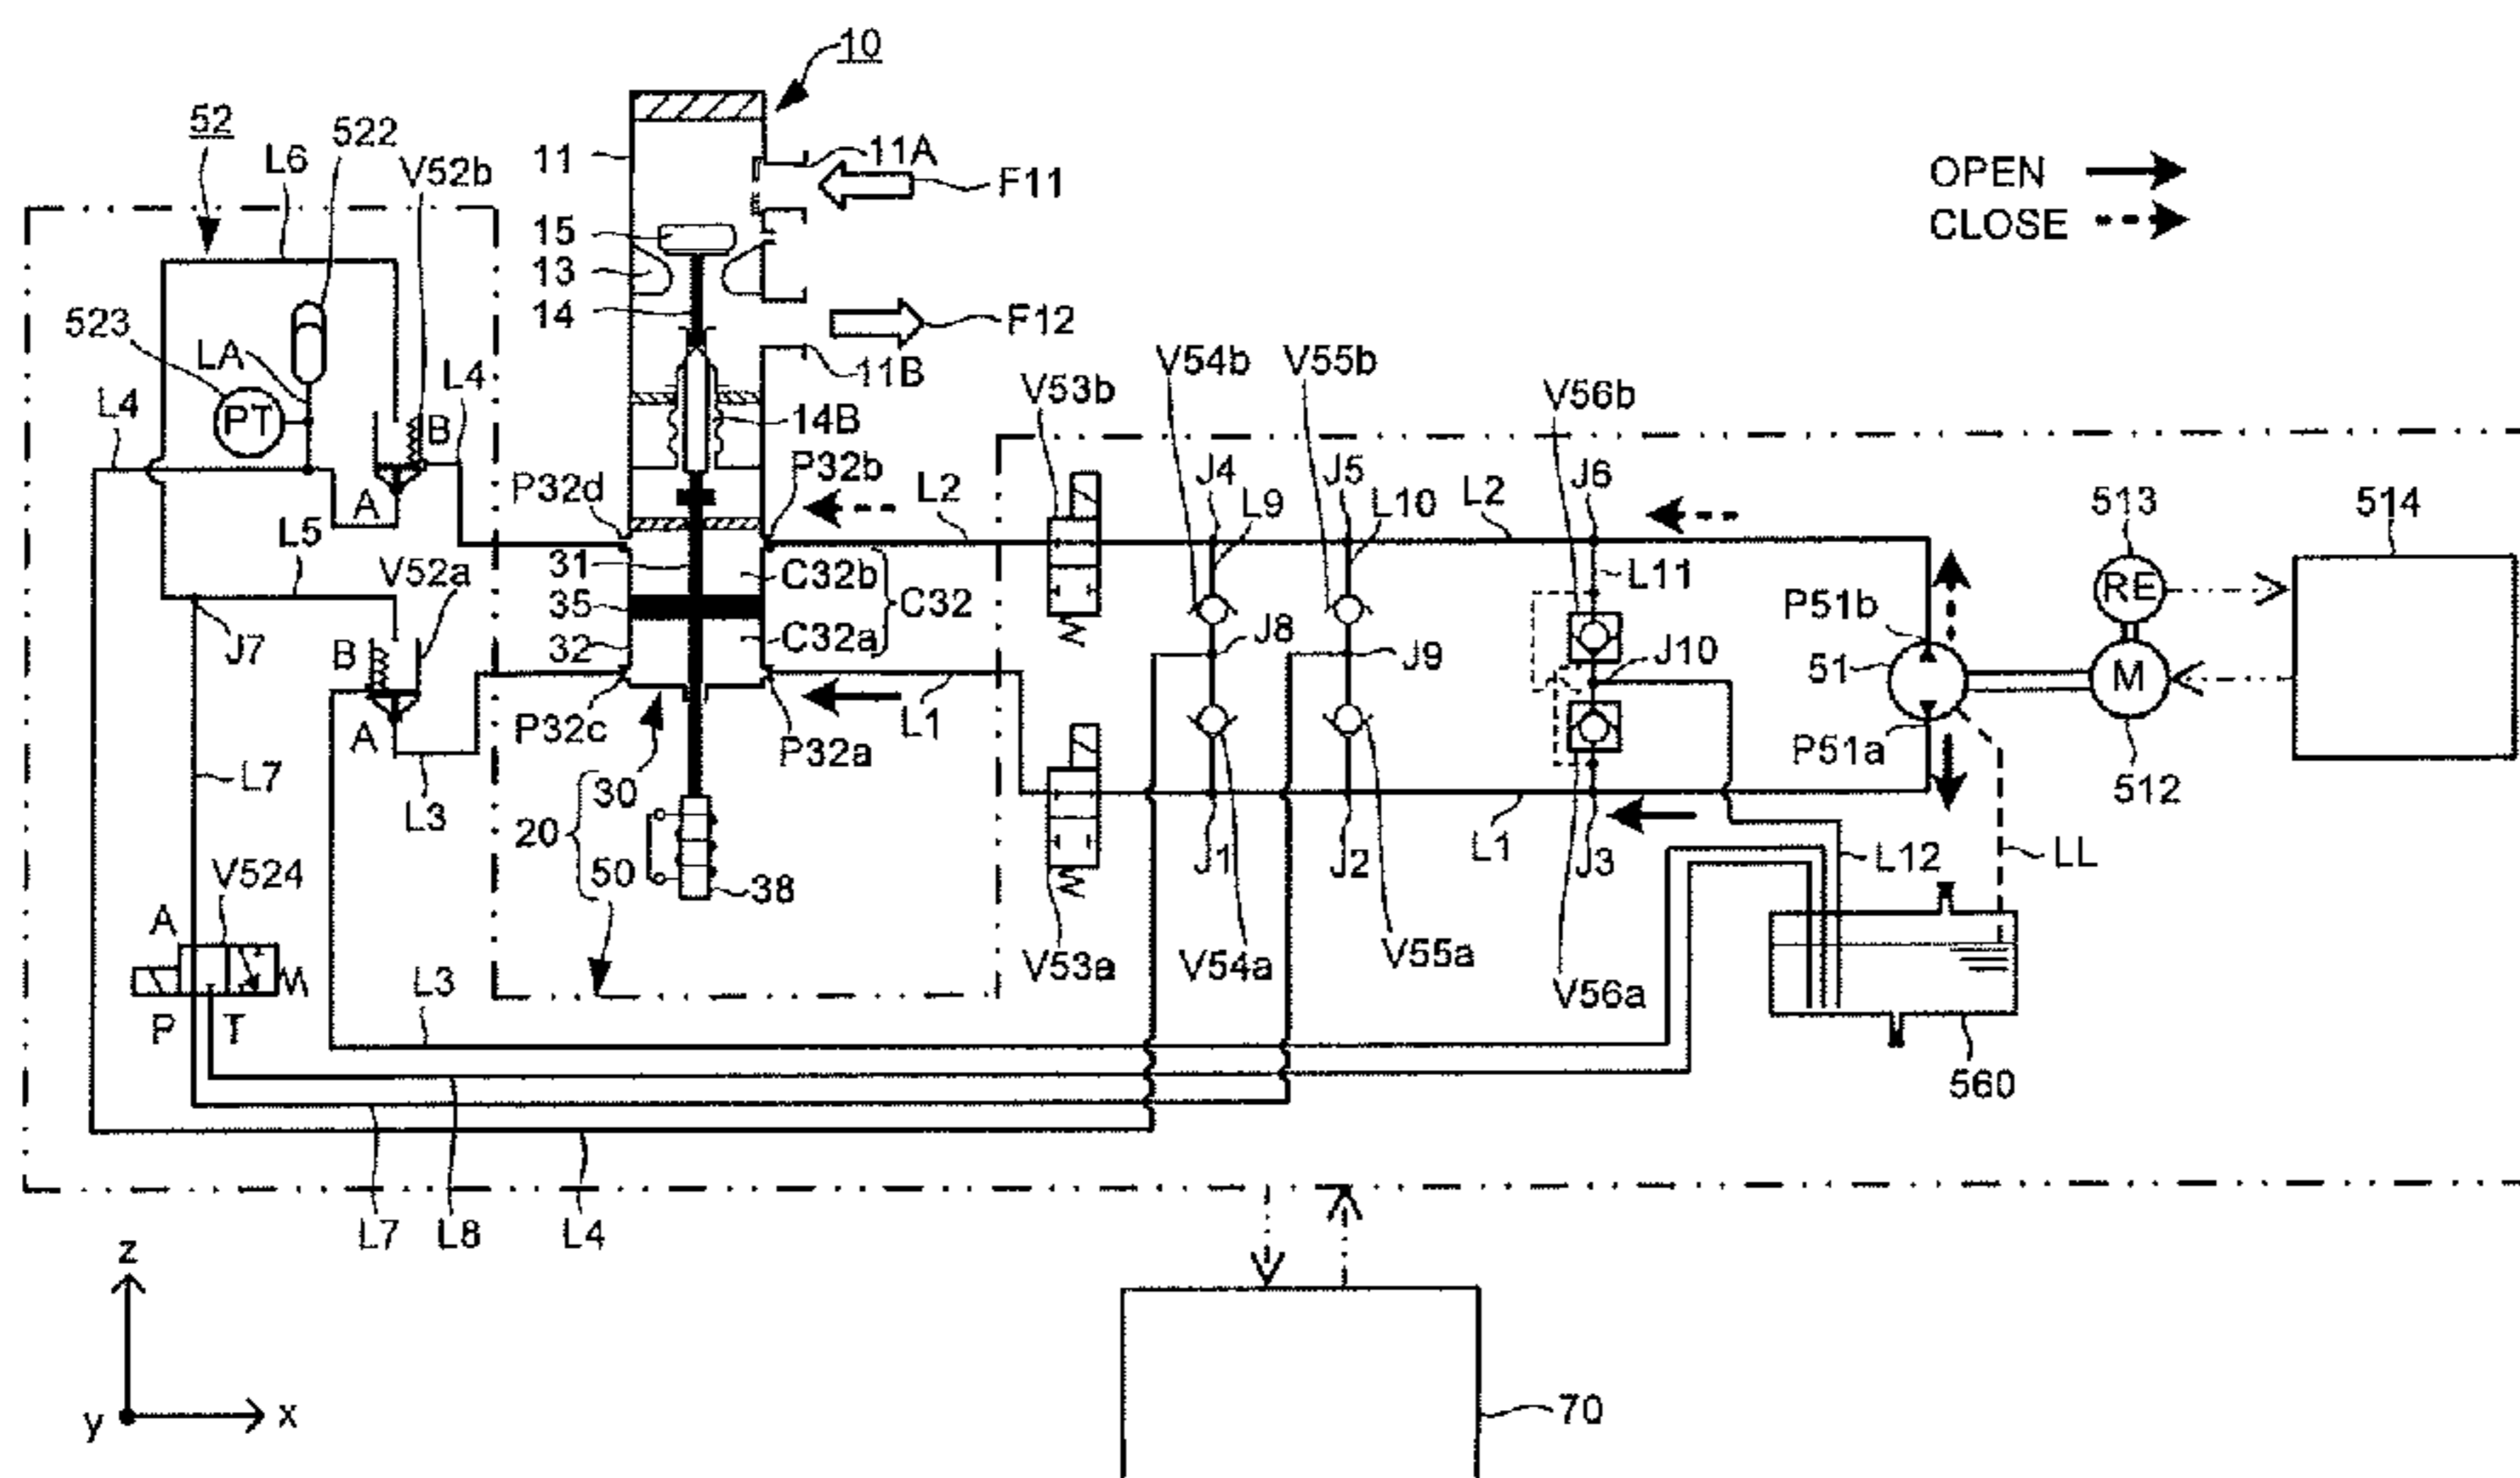 10
52
522
L6
V52b
11
11A
F11
OPEN
CLOSE
15
13
14
F12
523
LA
PT
L4
B
L4
A
11B
14B
V53b
V54b
V55b
V56b
P32d
P32b
L2
J4
L9
J5
L10
L2
J6
513
514
L5
V52a
31
C32b
35
C32
32
C32a
L11
P51b
RE
J7
B
J8
J9
J10
51
M
A
P32c
P32a
L1
P51a
512
L7
L3
30
20
50
38
J1
J2
L1
J3
L12
LL
V524
A
P
T
L3
V53a
V54a
V55a
V56a
560
L7
L8
L4
z
y
x
70